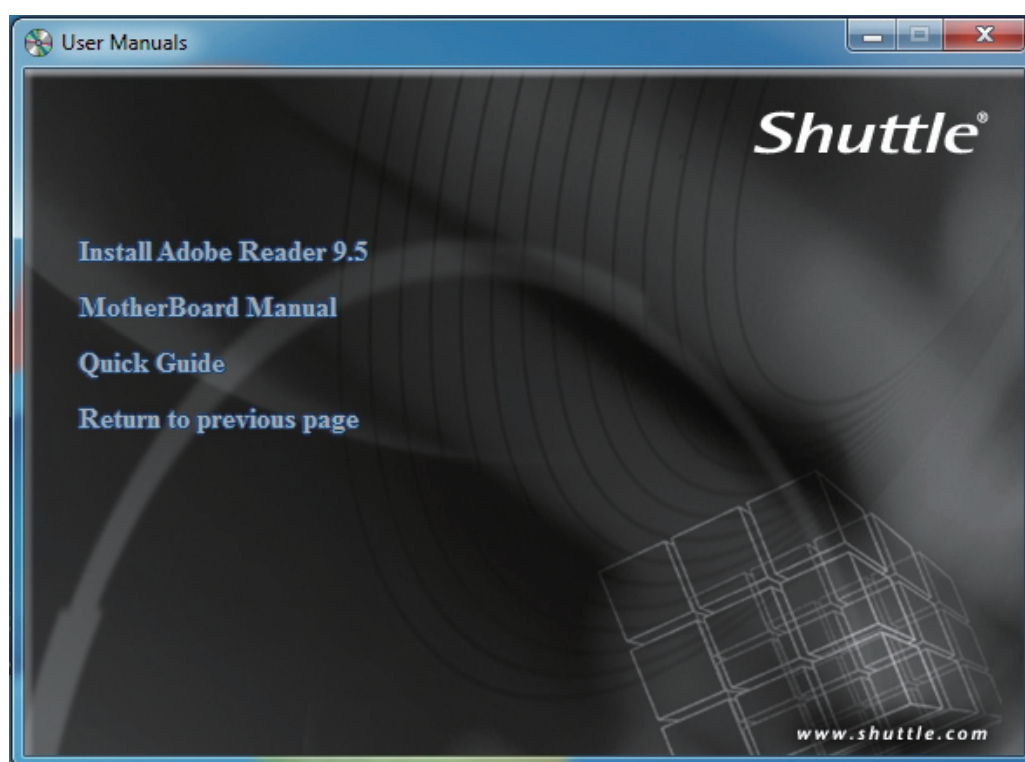 User Manuals
Shuttle®
Install Adobe Reader 9.5
MotherBoard Manual
Quick Guide
Return to previous page
www.shuttle.com